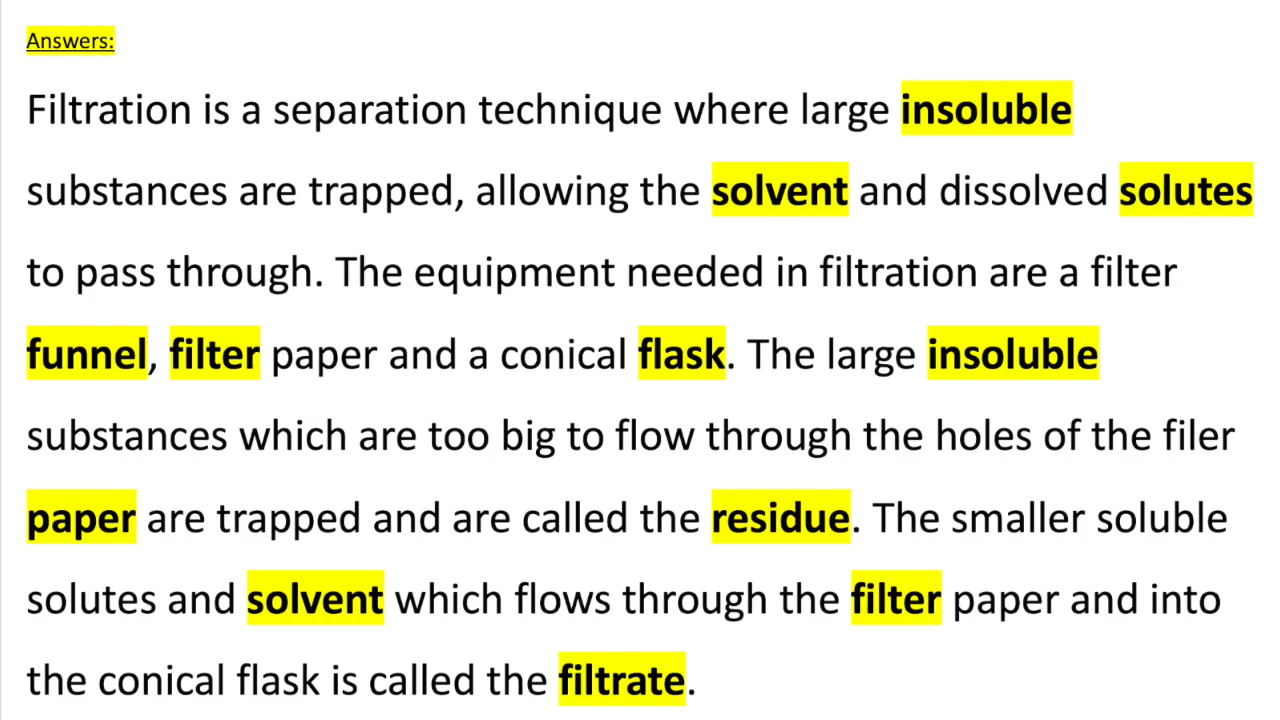 Answers:
Filtration is a separation technique where large insoluble
substances are trapped, allowing the solvent and dissolved solutes
to pass through. The equipment needed in filtration are a filter
funnel, filter paper and a conical flask. The large insoluble
substances which are too big to flow through the holes of the filer
paper are trapped and are called the residue. The smaller soluble
solutes and solvent which flows through the filter paper and into
the conical flask is called the filtrate.